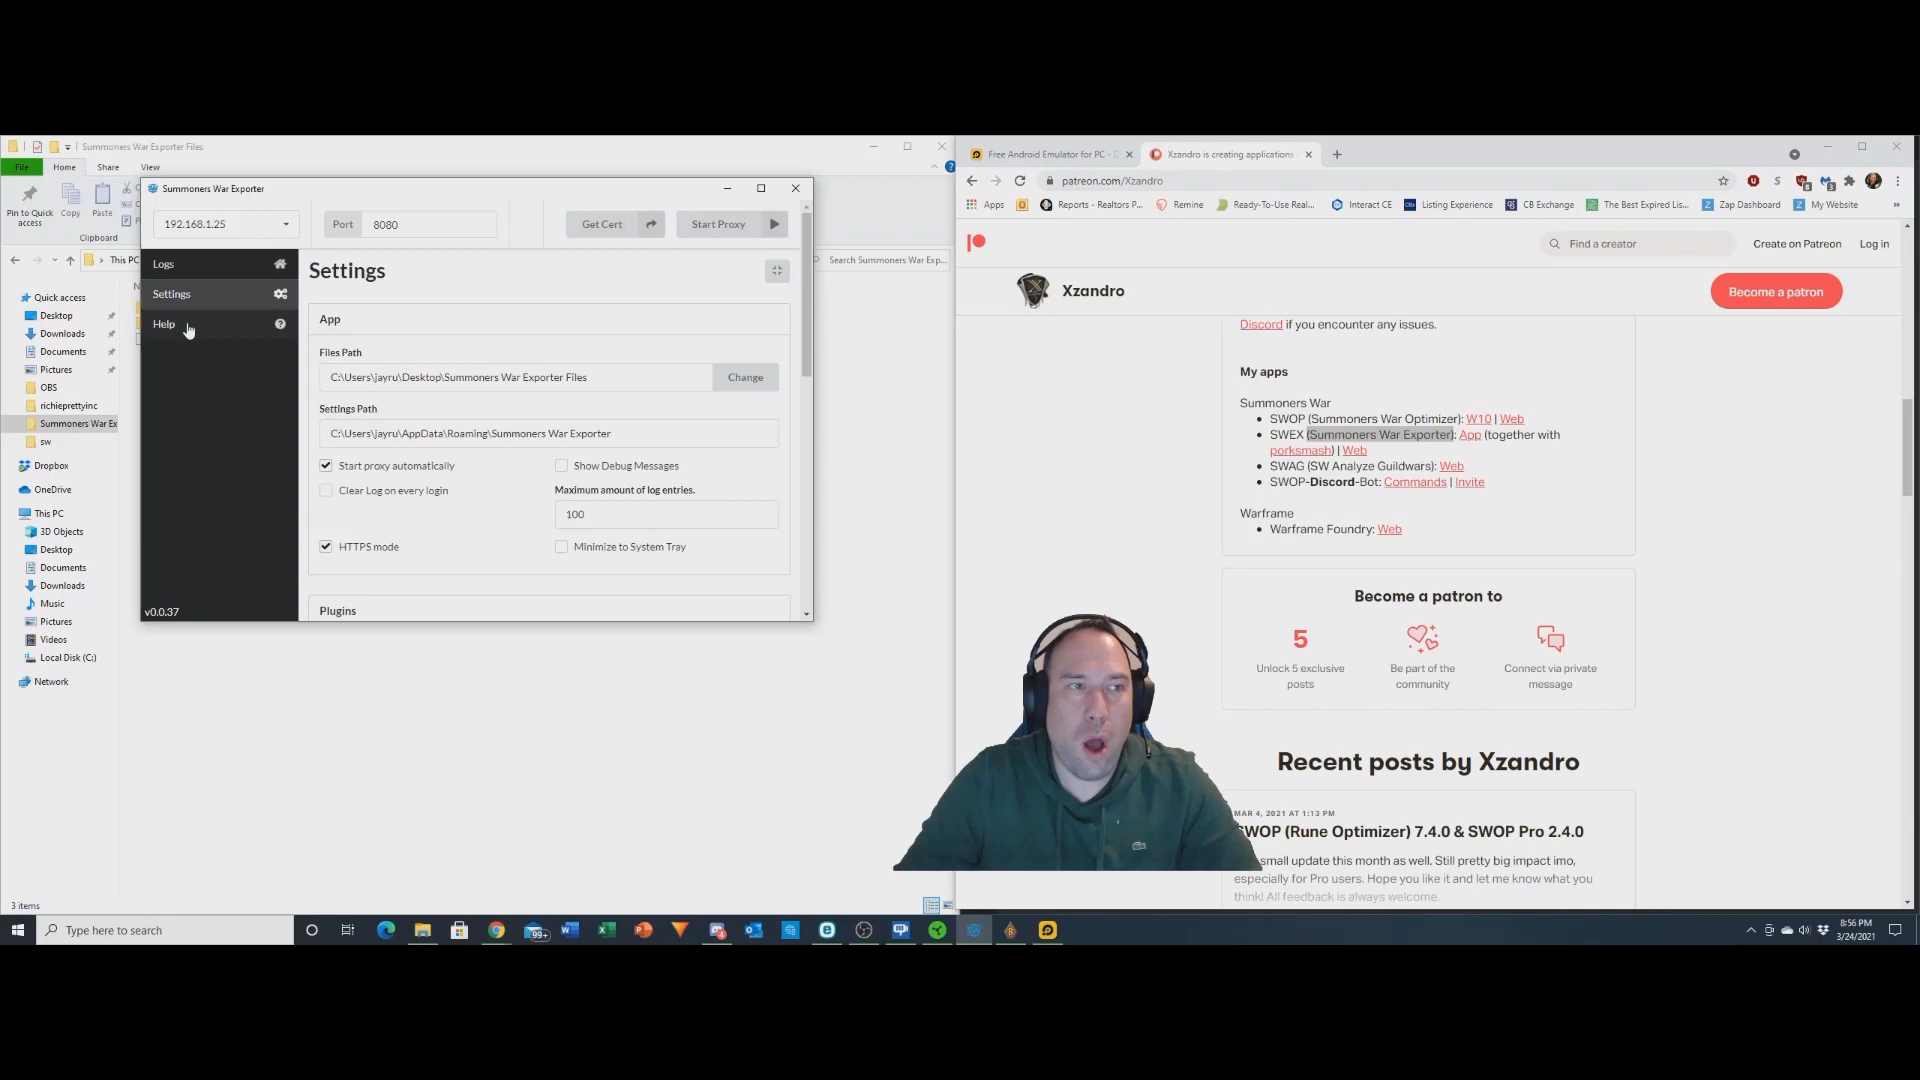 Summoners War Exporter Files
File
Home
Share
View
Pin to Quick access
Copy
Paste
Clipboard
This PC
Search Summoners War Exp...
Quick access
Desktop
Downloads
Documents
Pictures
OBS
richieprettyinc
Summoners War Ex
sw
Dropbox
OneDrive
This PC
3D Objects
Desktop
Documents
Downloads
Music
Pictures
Videos
Local Disk (C:)
Network
3 items
Summoners War Exporter
192.168.1.25
Port
8080
Get Cert
Start Proxy
Logs
Settings
Help
v0.0.37
Settings
App
Files Path
C:\Users\jayru\Desktop\Summoners War Exporter Files
Change
Settings Path
C:\Users\jayru\AppData\Roaming\Summoners War Exporter
Start proxy automatically
Show Debug Messages
Clear Log on every login
Maximum amount of log entries.
100
HTTPS mode
Minimize to System Tray
Plugins
Free Android Emulator for PC -
Xzandro is creating applications
patreon.com/Xzandro
Apps
Reports - Realtors P...
Remine
Ready-To-Use Real...
Interact CE
Listing Experience
CB Exchange
The Best Expired Lis...
Zap Dashboard
My Website
Find a creator
Create on Patreon
Log in
Xzandro
Become a patron
Discord if you encounter any issues.
My apps
Summoners War
SWOP (Summoners War Optimizer): W10 | Web
SWEX (Summoners War Exporter): App (together with
porksmash) | Web
SWAG (SW Analyze Guildwars): Web
SWOP-Discord-Bot: Commands | Invite
Warframe
Warframe Foundry: Web
Become a patron to
5
Unlock 5 exclusive
posts
Be part of the
community
Connect via private
message
Recent posts by Xzandro
MAR 4, 2021 AT 1:13 PM
SWOP (Rune Optimizer) 7.4.0 & SWOP Pro 2.4.0
small update this month as well. Still pretty big impact imo,
especially for Pro users. Hope you like it and let me know what you
think! All feedback is always welcome.
Type here to search
99+
8:56 PM
3/24/2021